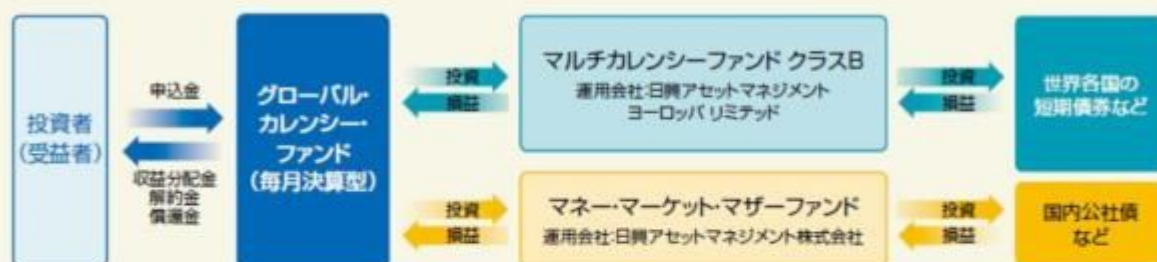 投資者
(受益者)
申込金
収益分配金
解約金
償還金
グローバル・
カレンシー・
ファンド
(毎月決算型)
投資
損益
マルチカレンシーファンド クラスB
運用会社:日興アセットマネジメント
ヨーロッパ リミテッド
投資
損益
世界各国の
短期債券など
投資
損益
マネー・マーケット・マザーファンド
運用会社:日興アセットマネジメント株式会社
投資
損益
国内公社債
など